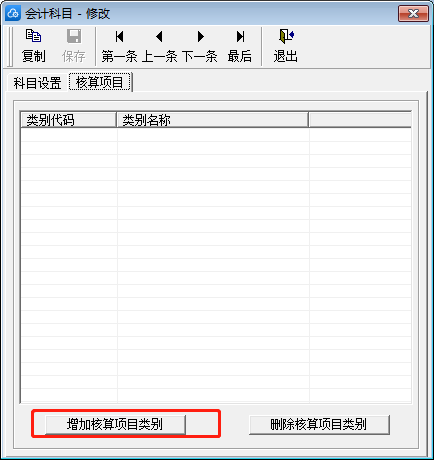 会计科目 - 修改
复制 保存 第一条 上一条 下一条 最后 退出
科目设置 核算项目
类别代码 类别名称
增加核算项目类别 删除核算项目类别